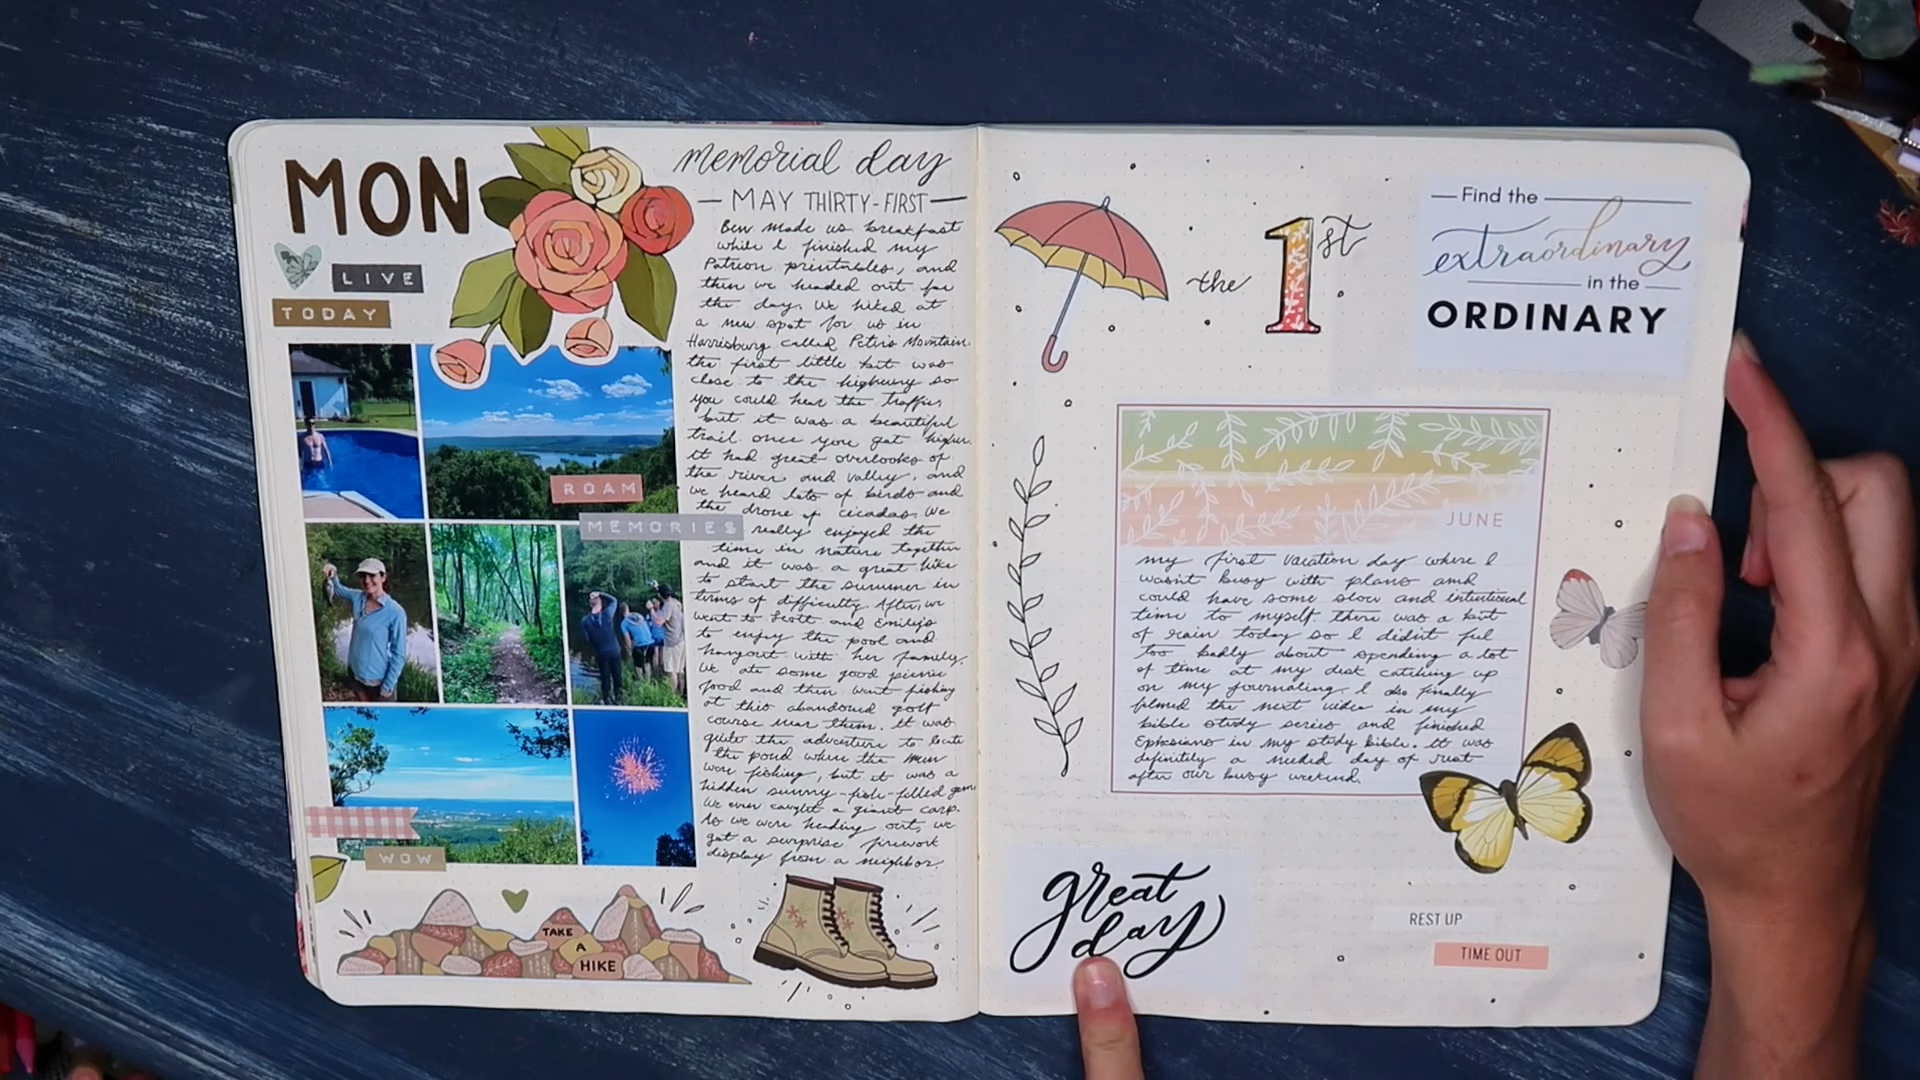 MON
LIVE
TODAY
memorial day
MAY THIRTY-FIRST
Ben made us breakfast
while I finished my
Patreon printables, and
then we headed out for
the day. We hiked at
a new spot for us in
Harrisburg called Peters Mountain.
the first little bit was
close to the highway so
you could hear the traffic,
but it was a beautiful
trail once you got higher.
it had great overlooks of
the river and valley, and
we heard lots of birds and
the drone of cicadas. We
really enjoyed the
time in nature together
and it was a great hike
to start the summer in
terms of difficulty. After, we
went to Scott and Emily's
to enjoy the pool and
hangout with her family.
We ate some good picnic
food and then went fishing
at this abandoned golf
course near them. It was
quite the adventure to locate
the pond where the men
were fishing, but it was a
hidden sunny-fish-filled gem.
We even caught a giant carp.
As we were heading out, we
got a surprise firework
display from a neighbor.
ROAM
MEMORIES
WOW
TAKE
A
HIKE
the 1st
Find the
extraordinary
in the
ORDINARY
JUNE
my first vacation day where I
wasn't busy with plans and
could have some slow and intentional
time to myself. there was a bit
of rain today so I didn't feel
too badly about spending a lot
of time at my desk catching up
on my journaling. I also finally
filmed the next video in my
bible study series and finished
Ephesians in my study bible. It was
definitely a needed day of rest
after our busy weekend.
great
day
REST UP
TIME OUT